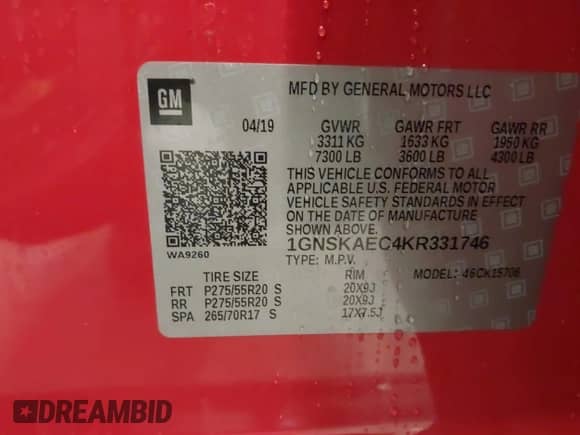 GM
MFD BY GENERAL MOTORS LLC
04/19 GVWR GAWR FRT GAWR RR
3311 KG 1633 KG 1950 KG
7300 LB 3600 LB 4300 LB
THIS VEHICLE CONFORMS TO ALL
APPLICABLE U.S. FEDERAL MOTOR
VEHICLE SAFETY STANDARDS IN EFFECT
ON THE DATE OF MANUFACTURE
SHOWN ABOVE.
1GNSKAEC4KR331746
WA9260 TYPE: M.P.V. MODEL: CK15706
TIRE SIZE RIM
FRT P275/55R20 S 20X9J
RR P275/55R20 S 20X9J
SPA 265/70R17 S 17X7.5J
DREAMBID